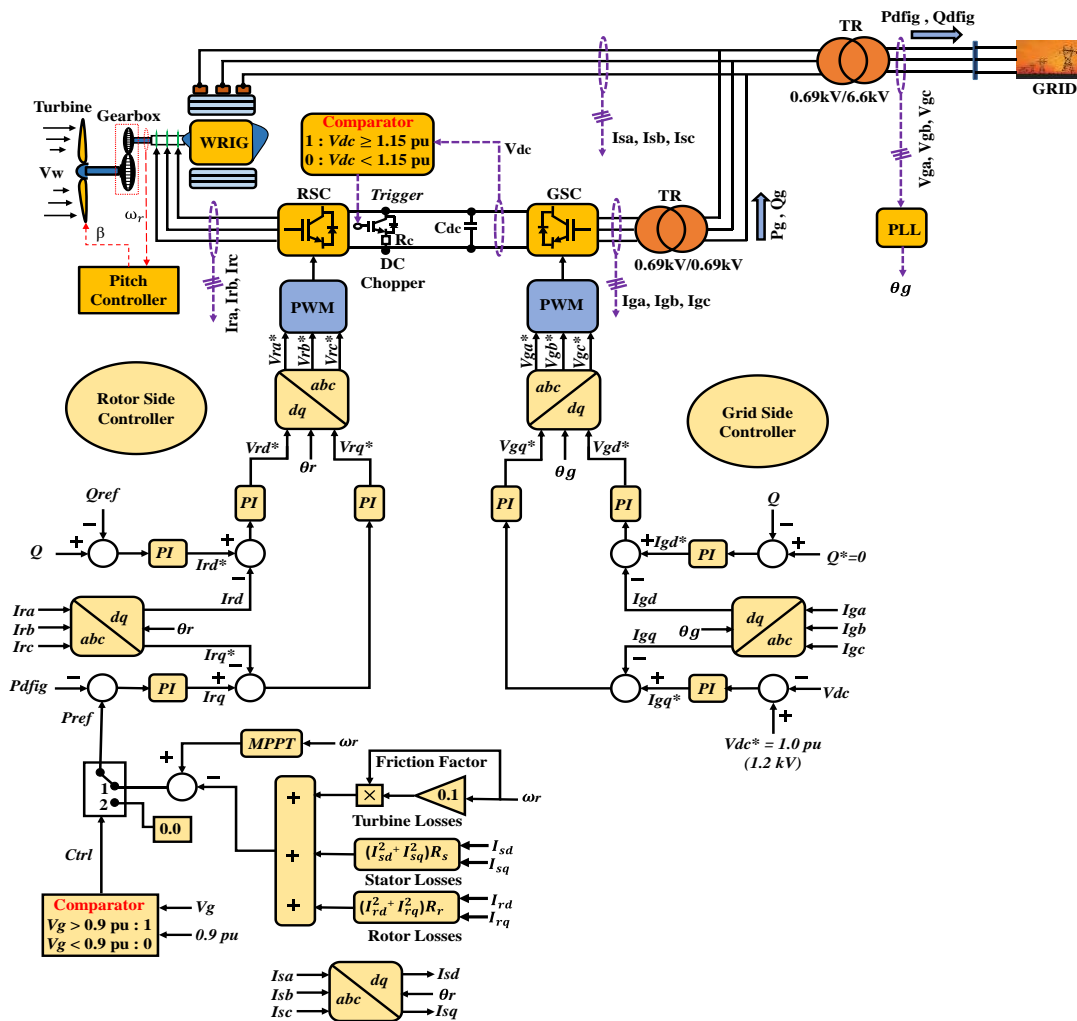 TR
Pdfig , Qdfig
GRID
0.69kV/6.6kV
Turbine
Gearbox
WRIG
Vw
ωr
β
Pitch
Controller
Comparator
1 : Vdc ≥ 1.15 pu
0 : Vdc < 1.15 pu
Vdc
Isa, Isb, Isc
Vga, Vgb, Vgc
Pg , Qg
PLL
θg
RSC
Trigger
Rc
DC
Chopper
Cdc
GSC
TR
0.69kV/0.69kV
Ira, Irb, Irc
Iga, Igb, Igc
PWM
PWM
Vra*
Vrb*
Vrc*
Vga*
Vgb*
Vgc*
abc
dq
abc
dq
Rotor Side
Controller
Grid Side
Controller
Vrd*
θr
Vrq*
Vgq*
θg
Vgd*
PI
PI
PI
PI
Qref
Q
−
+
PI
Ird*
+
−
Ird
Q
−
+
Q*=0
PI
Igd*
+
−
Igd
Ira
Irb
Irc
dq
abc
θr
Irq*
−
Iga
Igb
Igc
dq
abc
θg
Igq
−
Pdfig
−
PI
+
Irq
Pref
+
Igq*
PI
−
Vdc
+
Vdc* = 1.0 pu
(1.2 kV)
MPPT
ωr
+
−
1
2
0.0
Ctrl
Friction Factor
+
×
0.1
ωr
Turbine Losses
+
(I²sd + I²sq)Rs
Isd
Isq
Stator Losses
+
(I²rd + I²rq)Rr
Ird
Irq
Rotor Losses
Comparator
Vg > 0.9 pu : 1
Vg < 0.9 pu : 0
Vg
0.9 pu
Isa
Isb
Isc
dq
abc
Isd
θr
Isq